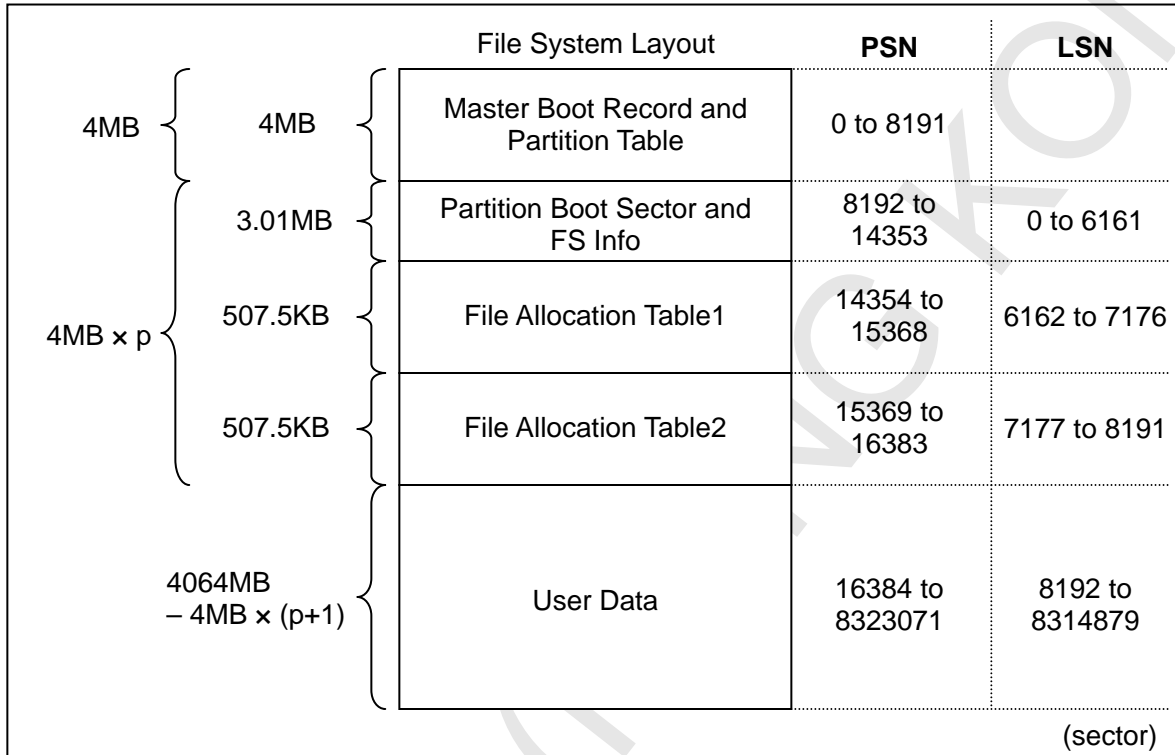 File System Layout PSN LSN
4MB 4MB Master Boot Record and Partition Table 0 to 8191
3.01MB Partition Boot Sector and FS Info 8192 to 14353 0 to 6161
4MB × p 507.5KB File Allocation Table1 14354 to 15368 6162 to 7176
507.5KB File Allocation Table2 15369 to 16383 7177 to 8191
4064MB – 4MB × (p+1) User Data 16384 to 8323071 8192 to 8314879
(sector)